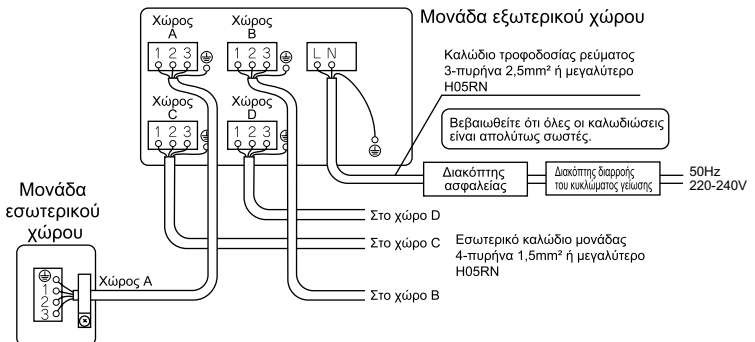 Μονάδα εξωτερικού χώρου
Χώρος
A
1 2 3
Χώρος
B
1 2 3
L N
Χώρος
C
1 2 3
Χώρος
D
1 2 3
Καλώδιο τροφοδοσίας ρεύματος
3-πυρήνα 2,5mm² ή μεγαλύτερο
H05RN
Βεβαιωθείτε ότι όλες οι καλωδιώσεις
είναι απολύτως σωστές.
Διακόπτης
ασφαλείας
Διακόπτης διαρροής
του κυκλώματος γείωσης
50Hz
220-240V
Μονάδα
εσωτερικού
χώρου
Χώρος A
1
2
3
Στο χώρο D
Στο χώρο C
Στο χώρο B
Εσωτερικό καλώδιο μονάδας
4-πυρήνα 1,5mm² ή μεγαλύτερο
H05RN